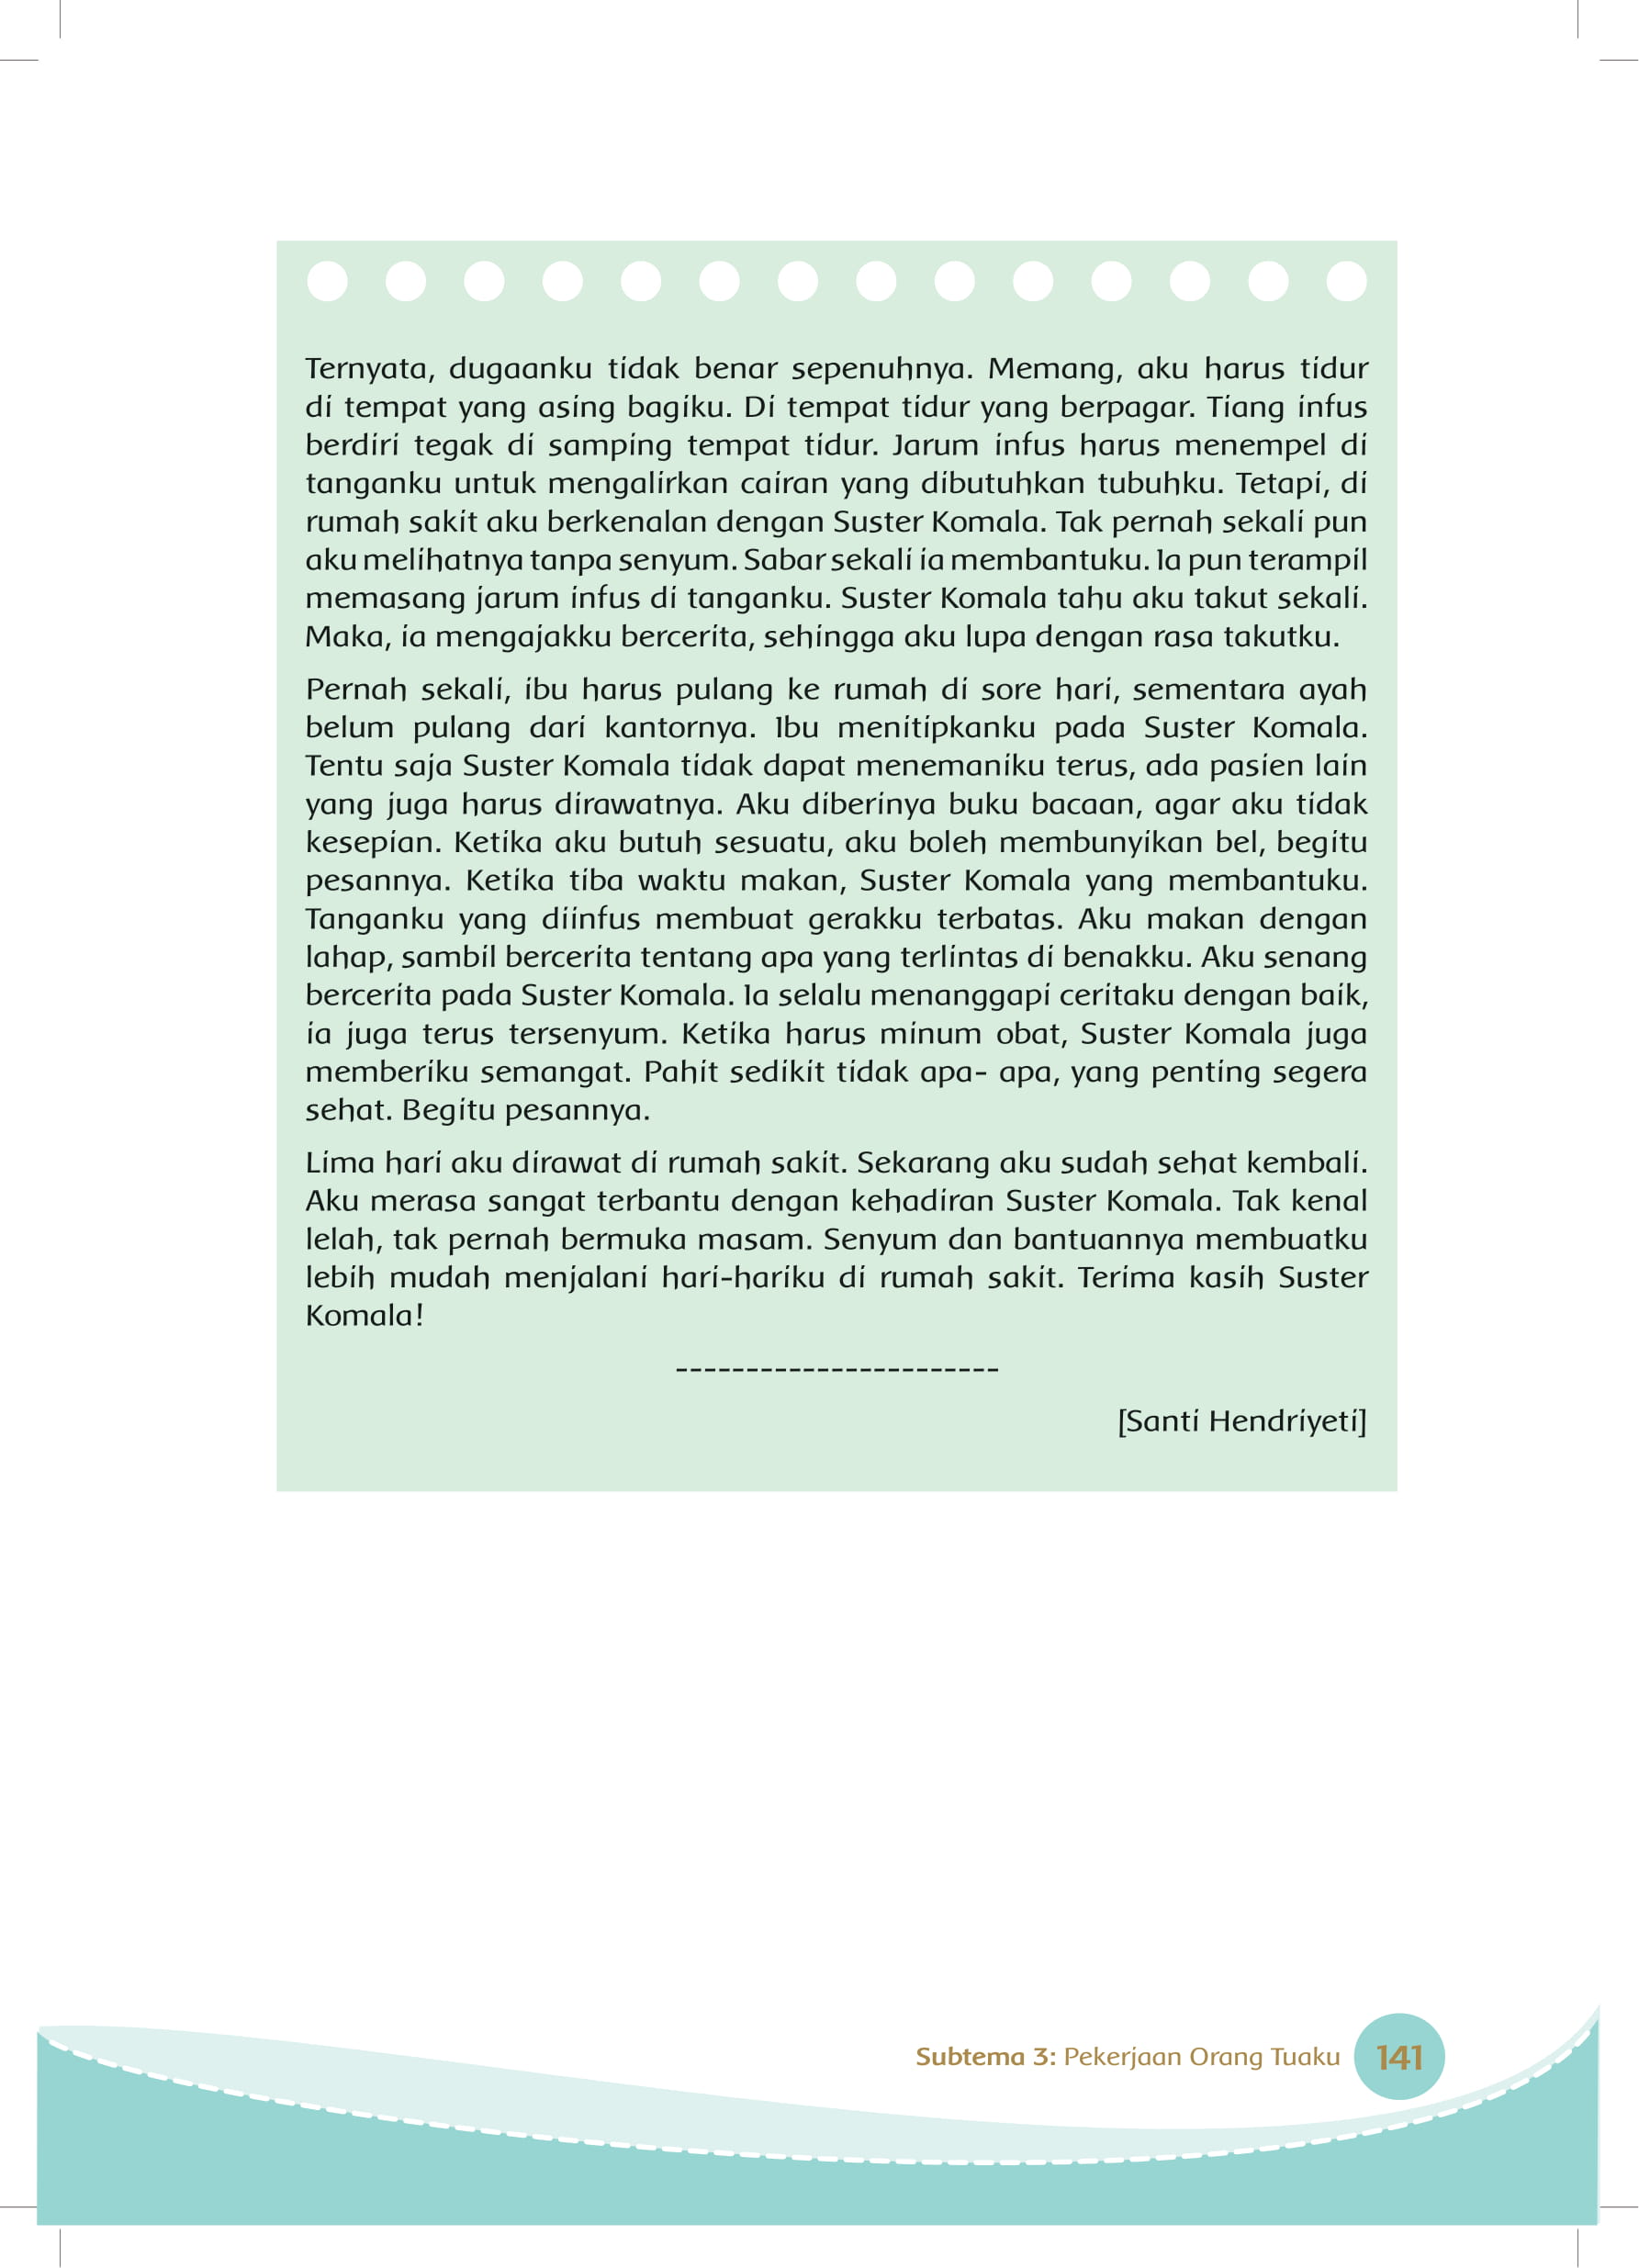 Ternyata, dugaanku tidak benar sepenuhnya. Memang, aku harus tidur
di tempat yang asing bagiku. Di tempat tidur yang berpagar. Tiang infus
berdiri tegak di samping tempat tidur. Jarum infus harus menempel di
tanganku untuk mengalirkan cairan yang dibutuhkan tubuhku. Tetapi, di
rumah sakit aku berkenalan dengan Suster Komala. Tak pernah sekali pun
aku melihatnya tanpa senyum. Sabar sekali ia membantuku. Ia pun terampil
memasang jarum infus di tanganku. Suster Komala tahu aku takut sekali.
Maka, ia mengajakku bercerita, sehingga aku lupa dengan rasa takutku.
Pernah sekali, ibu harus pulang ke rumah di sore hari, sementara ayah
belum pulang dari kantornya. Ibu menitipkanku pada Suster Komala.
Tentu saja Suster Komala tidak dapat menemaniku terus, ada pasien lain
yang juga harus dirawatnya. Aku diberinya buku bacaan, agar aku tidak
kesepian. Ketika aku butuh sesuatu, aku boleh membunyikan bel, begitu
pesannya. Ketika tiba waktu makan, Suster Komala yang membantuku.
Tanganku yang diinfus membuat gerakku terbatas. Aku makan dengan
lahap, sambil bercerita tentang apa yang terlintas di benakku. Aku senang
bercerita pada Suster Komala. Ia selalu menanggapi ceritaku dengan baik,
ia juga terus tersenyum. Ketika harus minum obat, Suster Komala juga
memberiku semangat. Pahit sedikit tidak apa- apa, yang penting segera
sehat. Begitu pesannya.
Lima hari aku dirawat di rumah sakit. Sekarang aku sudah sehat kembali.
Aku merasa sangat terbantu dengan kehadiran Suster Komala. Tak kenal
lelah, tak pernah bermuka masam. Senyum dan bantuannya membuatku
lebih mudah menjalani hari-hariku di rumah sakit. Terima kasih Suster
Komala!
-----------------------
[Santi Hendriyeti]
Subtema 3: Pekerjaan Orang Tuaku 141